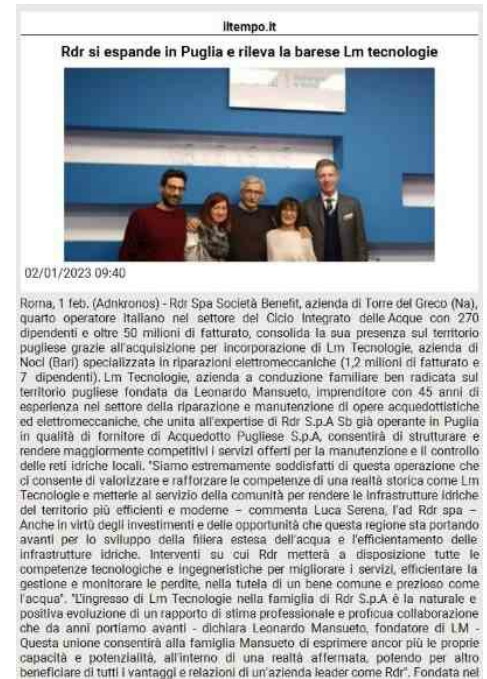 iltempo.it
Rdr si espande in Puglia e rileva la barese Lm tecnologie
02/01/2023 09:40
Roma, 1 feb. (Adnkronos) - Rdr Spa Società Benefit, azienda di Torre del Greco (Na),
quarto operatore italiano nel settore del Ciclo Integrato delle Acque con 270
dipendenti e oltre 50 milioni di fatturato, consolida la sua presenza sul territorio
pugliese grazie all'acquisizione per incorporazione di Lm Tecnologie, azienda di
Noci (Bari) specializzata in riparazioni elettromeccaniche (1,2 milioni di fatturato e
7 dipendenti). Lm Tecnologie, azienda a conduzione familiare ben radicata sul
territorio pugliese fondata da Leonardo Mansueto, imprenditore con 45 anni di
esperienza nel settore della riparazione e manutenzione di opere acquedottistiche
ed elettromeccaniche, che unita all'expertise di Rdr S.p.A Sb già operante in Puglia
in qualità di fornitore di Acquedotto Pugliese S.p.A, consentirà di strutturare e
rendere maggiormente competitivi i servizi offerti per la manutenzione e il controllo
delle reti idriche locali. "Siamo estremamente soddisfatti di questa operazione che
ci consente di valorizzare e rafforzare le competenze di una realtà storica come Lm
Tecnologie e metterle al servizio della comunità per rendere le infrastrutture idriche
del territorio più efficienti e moderne – commenta Luca Serena, l'ad Rdr spa –
Anche in virtù degli investimenti e delle opportunità che questa regione sta portando
avanti per lo sviluppo della filiera estesa dell'acqua e l'efficientamento delle
infrastrutture idriche. Interventi su cui Rdr metterà a disposizione tutte le
competenze tecnologiche e ingegneristiche per migliorare i servizi, efficientare la
gestione e monitorare le perdite, nella tutela di un bene comune e prezioso come
l'acqua". "L'ingresso di Lm Tecnologie nella famiglia di Rdr S.p.A è la naturale e
positiva evoluzione di un rapporto di stima professionale e proficua collaborazione
che da anni portiamo avanti - dichiara Leonardo Mansueto, fondatore di LM -
Questa unione consentirà alla famiglia Mansueto di esprimere ancor più le proprie
capacità e potenzialità, all'interno di una realtà affermata, potendo per altro
beneficiare di tutti i vantaggi e relazioni di un'azienda leader come Rdr". Fondata nel